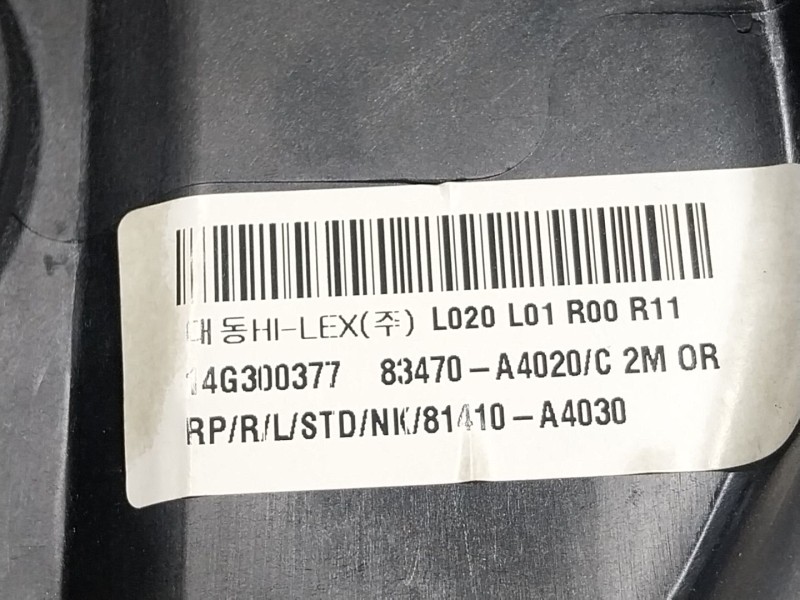 대동HI-LEX(주) L020 L01 R00 R11
14G300377 83470-A4020/C 2M OR
RP/R/L/STD/NK/81410-A4030